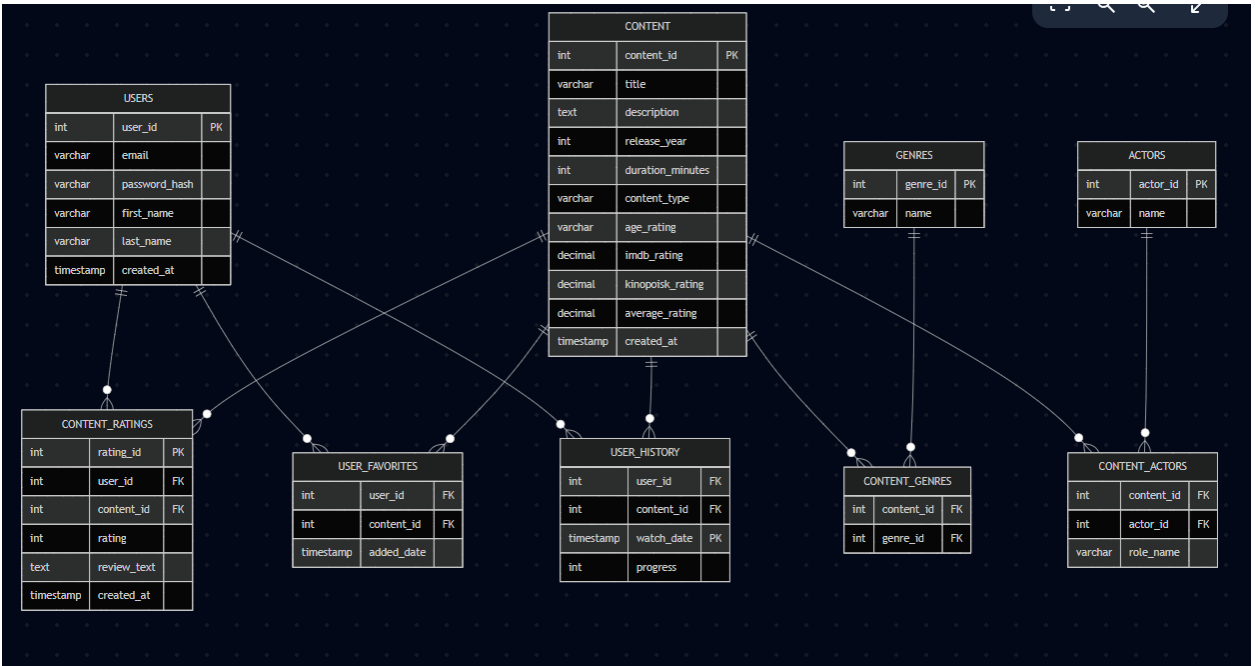 CONTENT
int content_id PK
varchar title
text description
int release_year
int duration_minutes
varchar content_type
varchar age_rating
decimal imdb_rating
decimal kinopoisk_rating
decimal average_rating
timestamp created_at
USERS
int user_id PK
varchar email
varchar password_hash
varchar first_name
varchar last_name
timestamp created_at
GENRES
int genre_id PK
varchar name
ACTORS
int actor_id PK
varchar name
CONTENT_RATINGS
int rating_id PK
int user_id FK
int content_id FK
int rating
text review_text
timestamp created_at
USER_FAVORITES
int user_id FK
int content_id FK
timestamp added_date
USER_HISTORY
int user_id FK
int content_id FK
timestamp watch_date PK
int progress
CONTENT_GENRES
int content_id FK
int genre_id FK
CONTENT_ACTORS
int content_id FK
int actor_id FK
varchar role_name